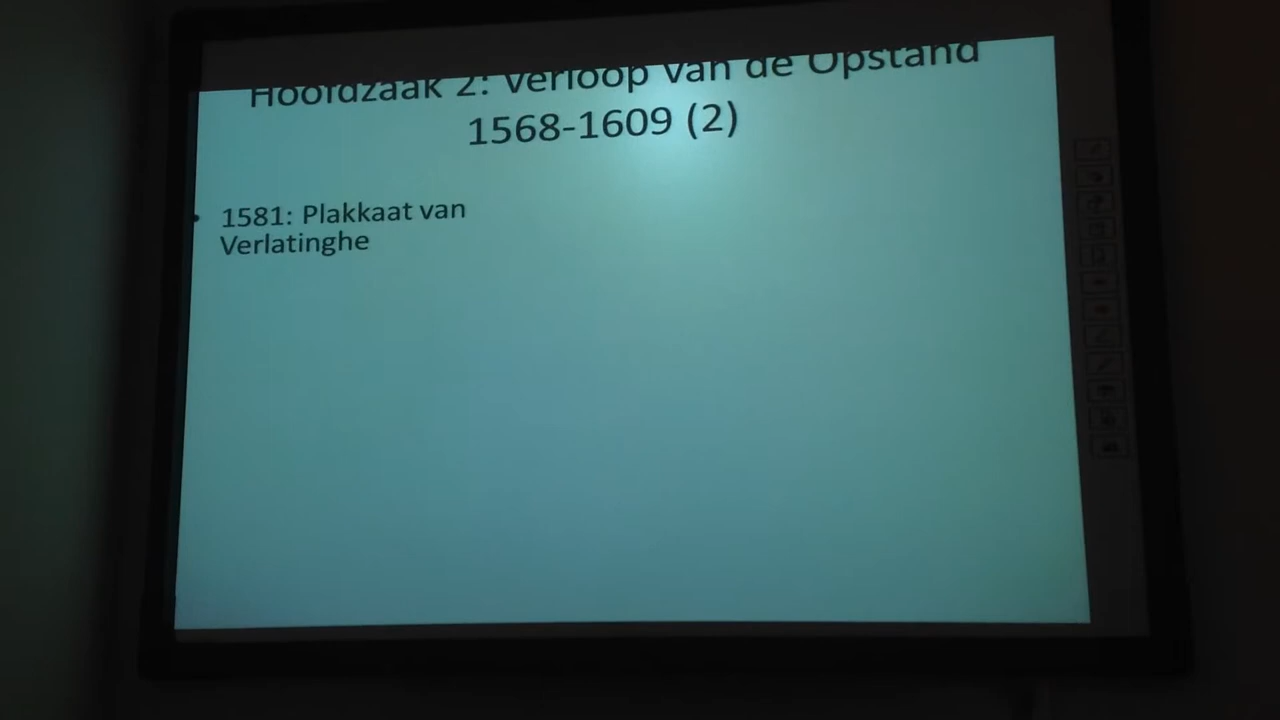 Hoofdzaak 2: Verloop van de Opstand
1568-1609 (2)
• 1581: Plakkaat van
Verlatinghe